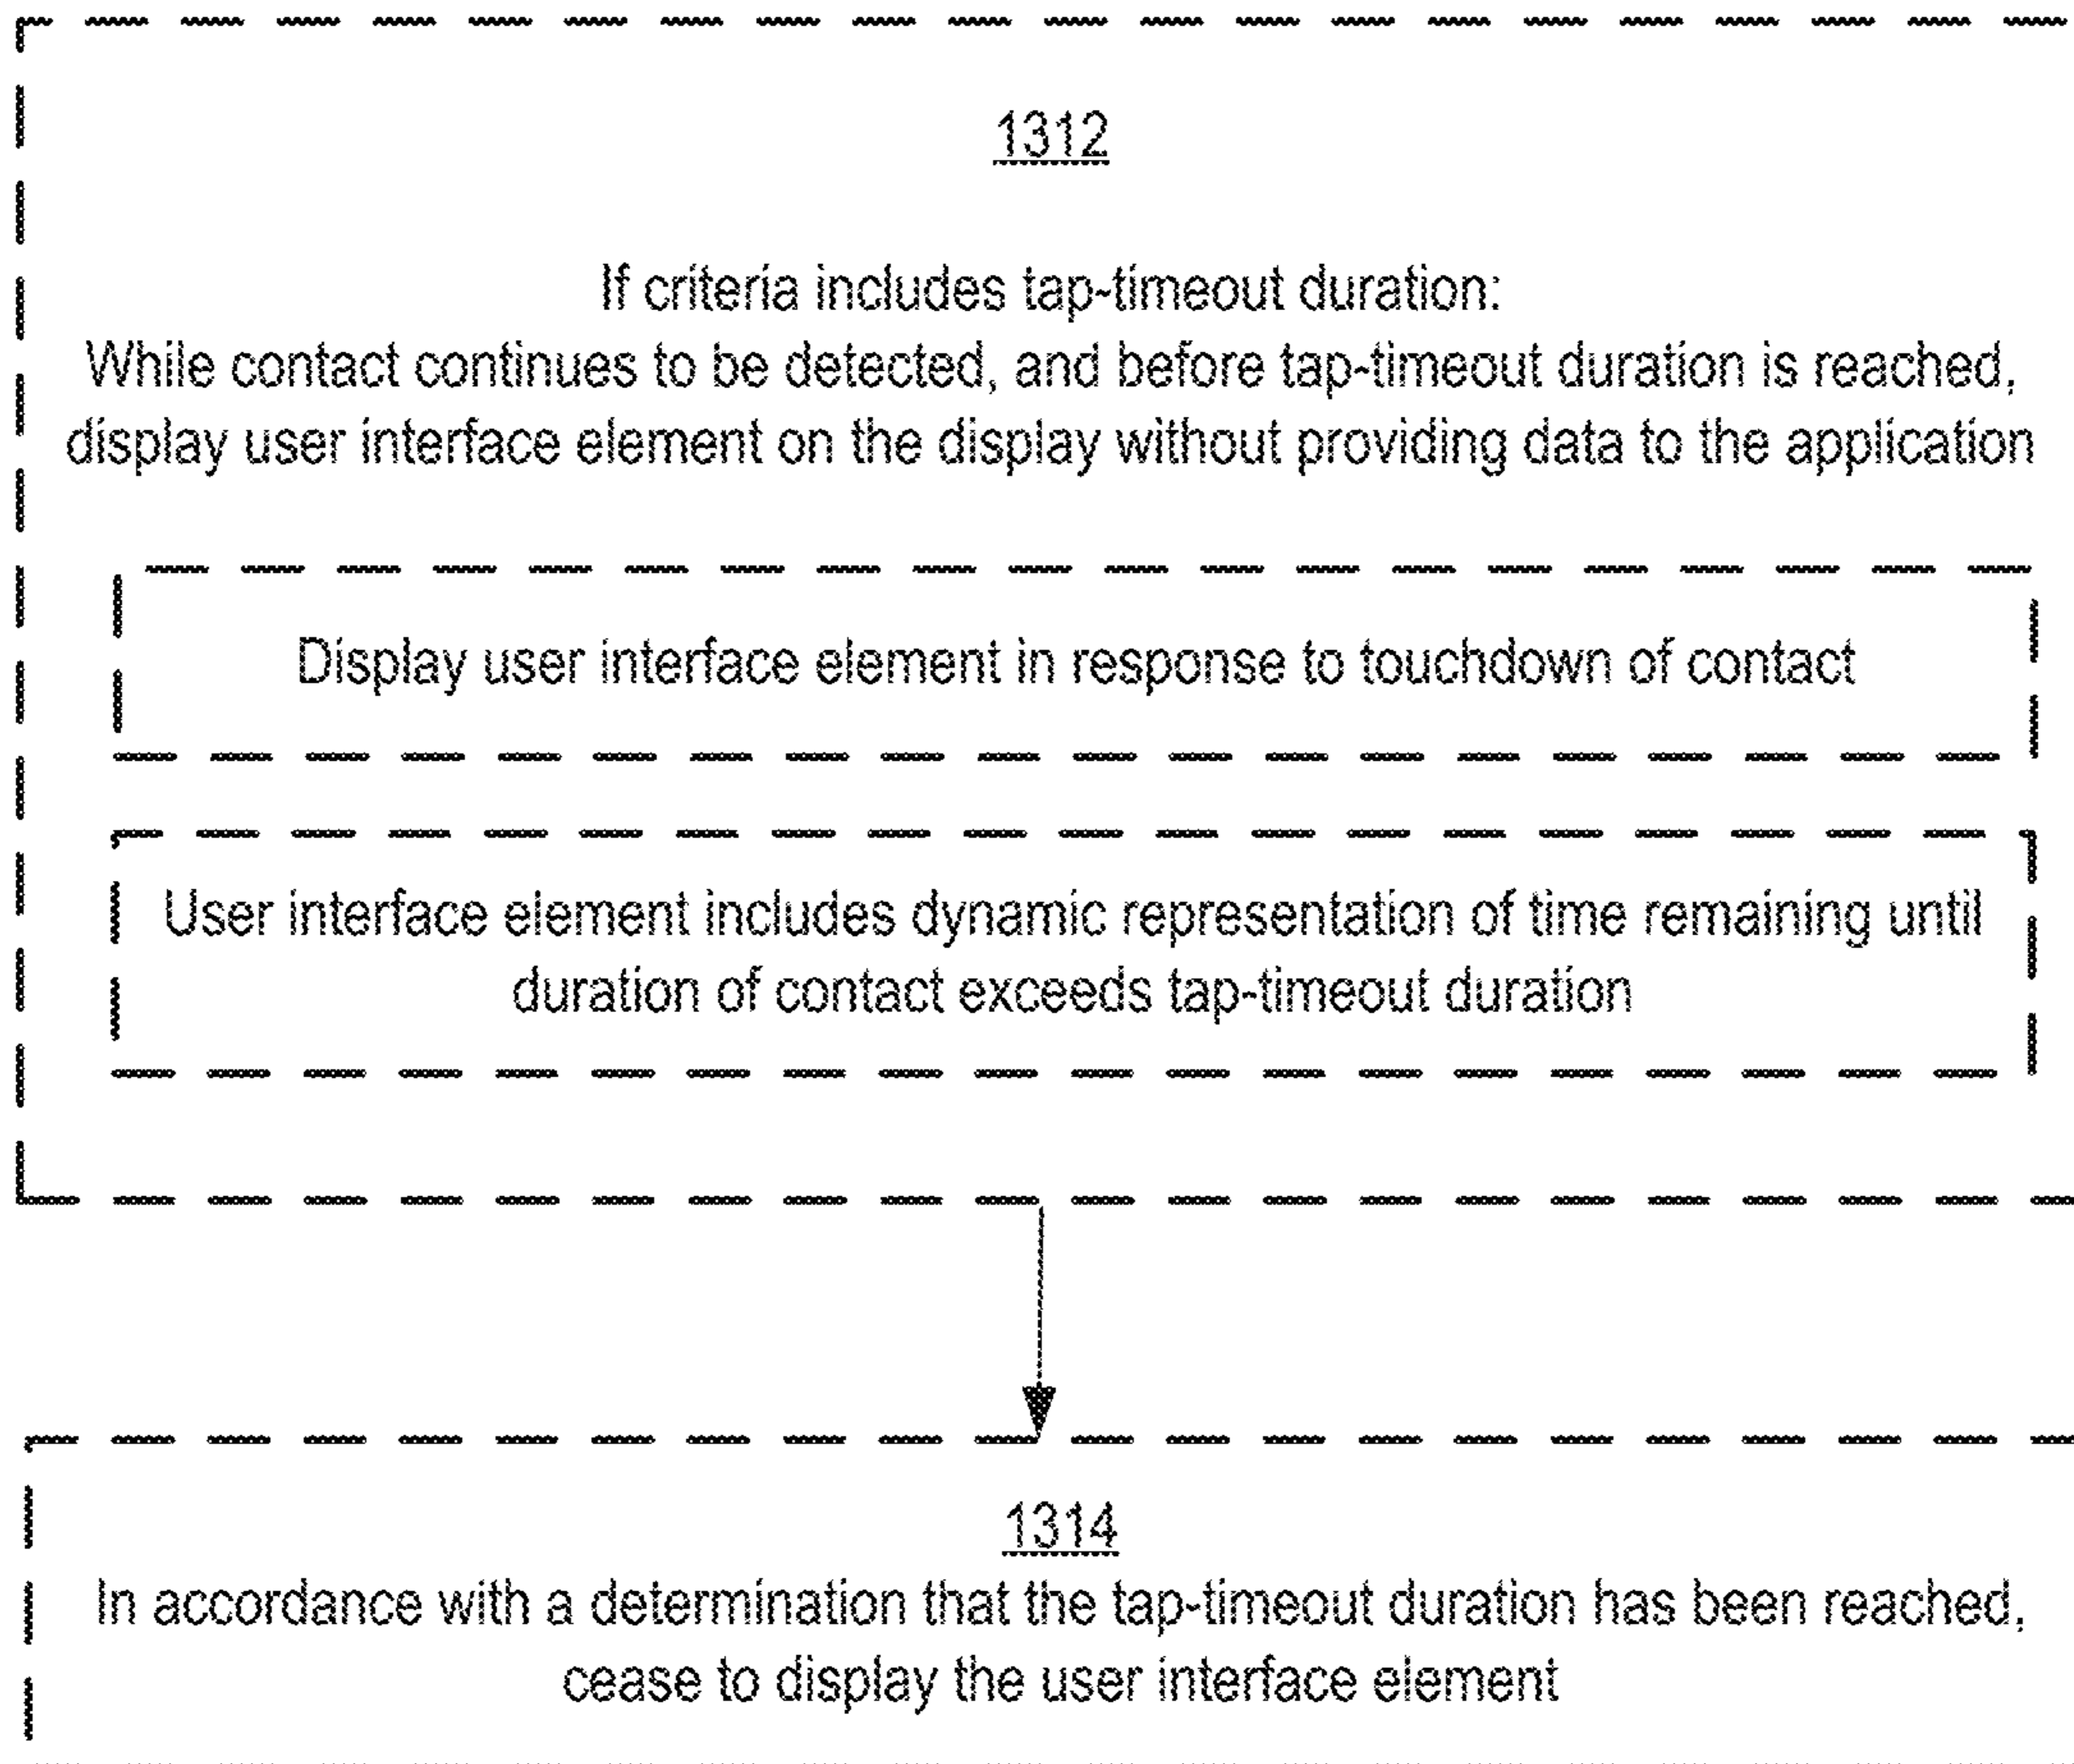 1312
If criteria includes tap-timeout duration:
While contact continues to be detected, and before tap-timeout duration is reached,
display user interface element on the display without providing data to the application
Display user interface element in response to touchdown of contact
User interface element includes dynamic representation of time remaining until
duration of contact exceeds tap-timeout duration
1314
In accordance with a determination that the tap-timeout duration has been reached,
cease to display the user interface element